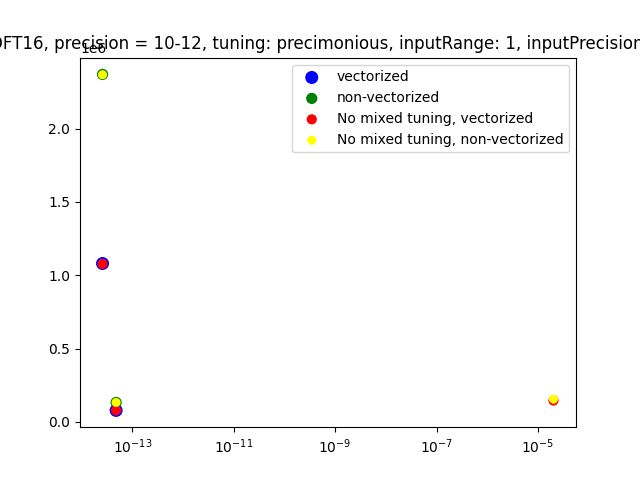 DFT16, precision = 10-12, tuning: precimonious, inputRange: 1, inputPrecision
1e6
vectorized
non-vectorized
No mixed tuning, vectorized
No mixed tuning, non-vectorized
2.0
1.5
1.0
0.5
0.0
10⁻¹³ 10⁻¹¹ 10⁻⁹ 10⁻⁷ 10⁻⁵